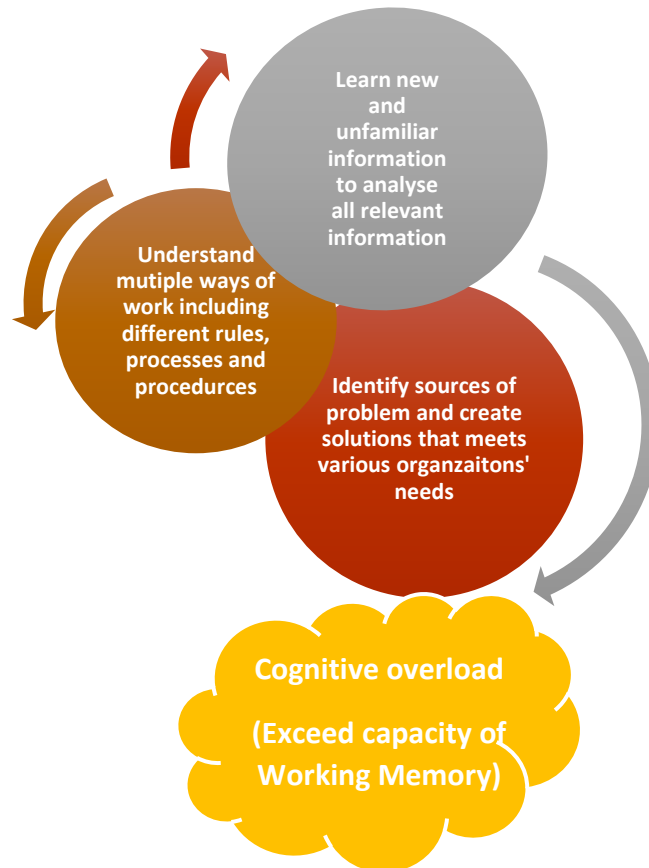 Learn new
and
unfamiliar
information
to analyse
all relevant
information
Understand
mutiple ways of
work including
different rules,
processes and
procedurces
Identify sources of
problem and create
solutions that meets
various organzaitons'
needs
Cognitive overload
(Exceed capacity of
Working Memory)